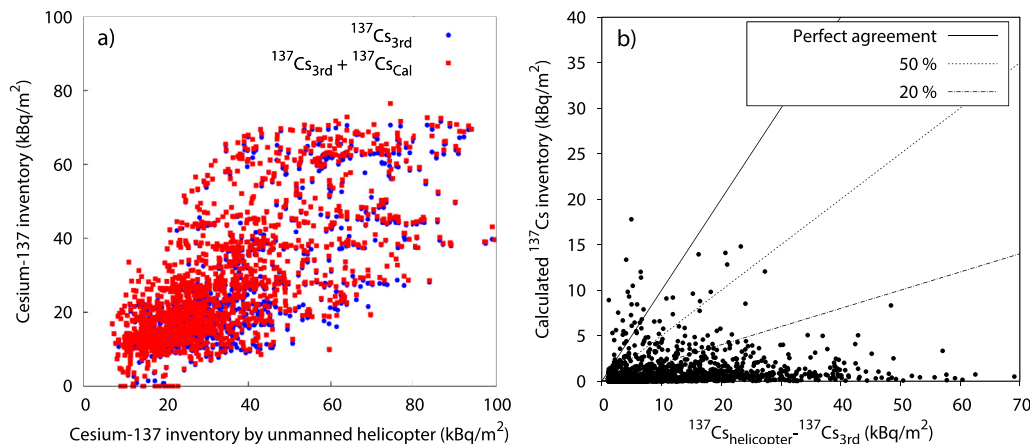 a)
¹³⁷Cs₃ᵣd
¹³⁷Cs₃ᵣd + ¹³⁷CsCal
100
80
60
40
20
0
0 20 40 60 80 100
Cesium-137 inventory (kBq/m²)
Cesium-137 inventory by unmanned helicopter (kBq/m²)
b)
Perfect agreement
50 %
20 %
40
35
30
25
20
15
10
5
0
0 10 20 30 40 50 60 70
Calculated ¹³⁷Cs inventory (kBq/m²)
¹³⁷Cshelicopter-¹³⁷Cs3rd (kBq/m²)